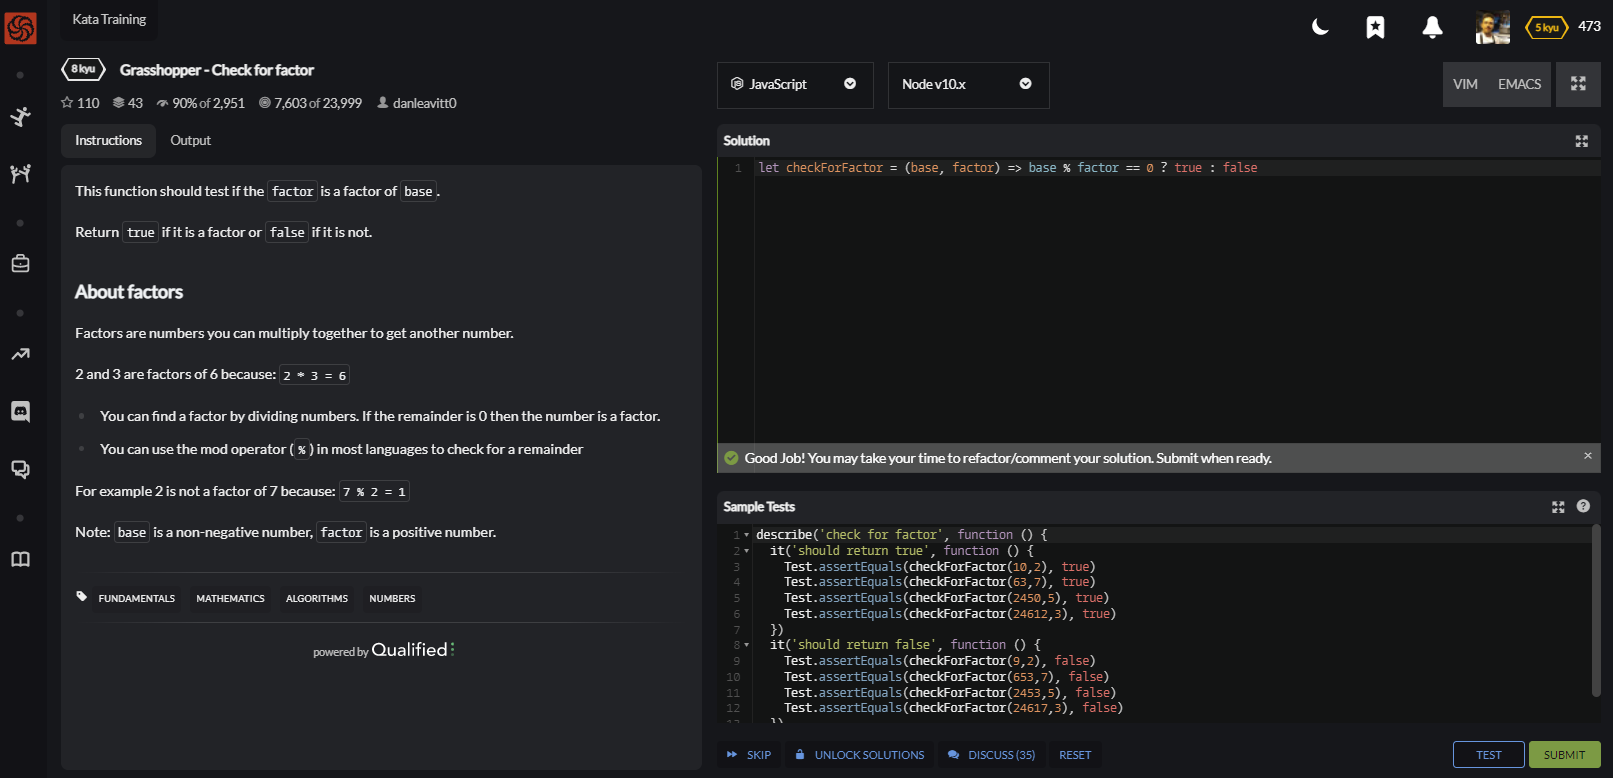 Kata Training
5 kyu
473
8 kyu
Grasshopper - Check for factor
110
43
90% of 2,951
7,603 of 23,999
danleavitt0
JavaScript
Node v10.x
VIM
EMACS
Instructions
Output
This function should test if the factor is a factor of base.
Return true if it is a factor or false if it is not.
About factors
Factors are numbers you can multiply together to get another number.
2 and 3 are factors of 6 because: 2 * 3 = 6
You can find a factor by dividing numbers. If the remainder is 0 then the number is a factor.
You can use the mod operator (%) in most languages to check for a remainder
For example 2 is not a factor of 7 because: 7 % 2 = 1
Note: base is a non-negative number, factor is a positive number.
FUNDAMENTALS
MATHEMATICS
ALGORITHMS
NUMBERS
powered by Qualified
Solution
1 let checkForFactor = (base, factor) => base % factor == 0 ? true : false
Good Job! You may take your time to refactor/comment your solution. Submit when ready.
Sample Tests
1 describe('check for factor', function () {
2 it('should return true', function () {
3 Test.assertEquals(checkForFactor(10,2), true)
4 Test.assertEquals(checkForFactor(63,7), true)
5 Test.assertEquals(checkForFactor(2450,5), true)
6 Test.assertEquals(checkForFactor(24612,3), true)
7 })
8 it('should return false', function () {
9 Test.assertEquals(checkForFactor(9,2), false)
10 Test.assertEquals(checkForFactor(653,7), false)
11 Test.assertEquals(checkForFactor(2453,5), false)
12 Test.assertEquals(checkForFactor(24617,3), false)
13 })
SKIP
UNLOCK SOLUTIONS
DISCUSS (35)
RESET
TEST
SUBMIT